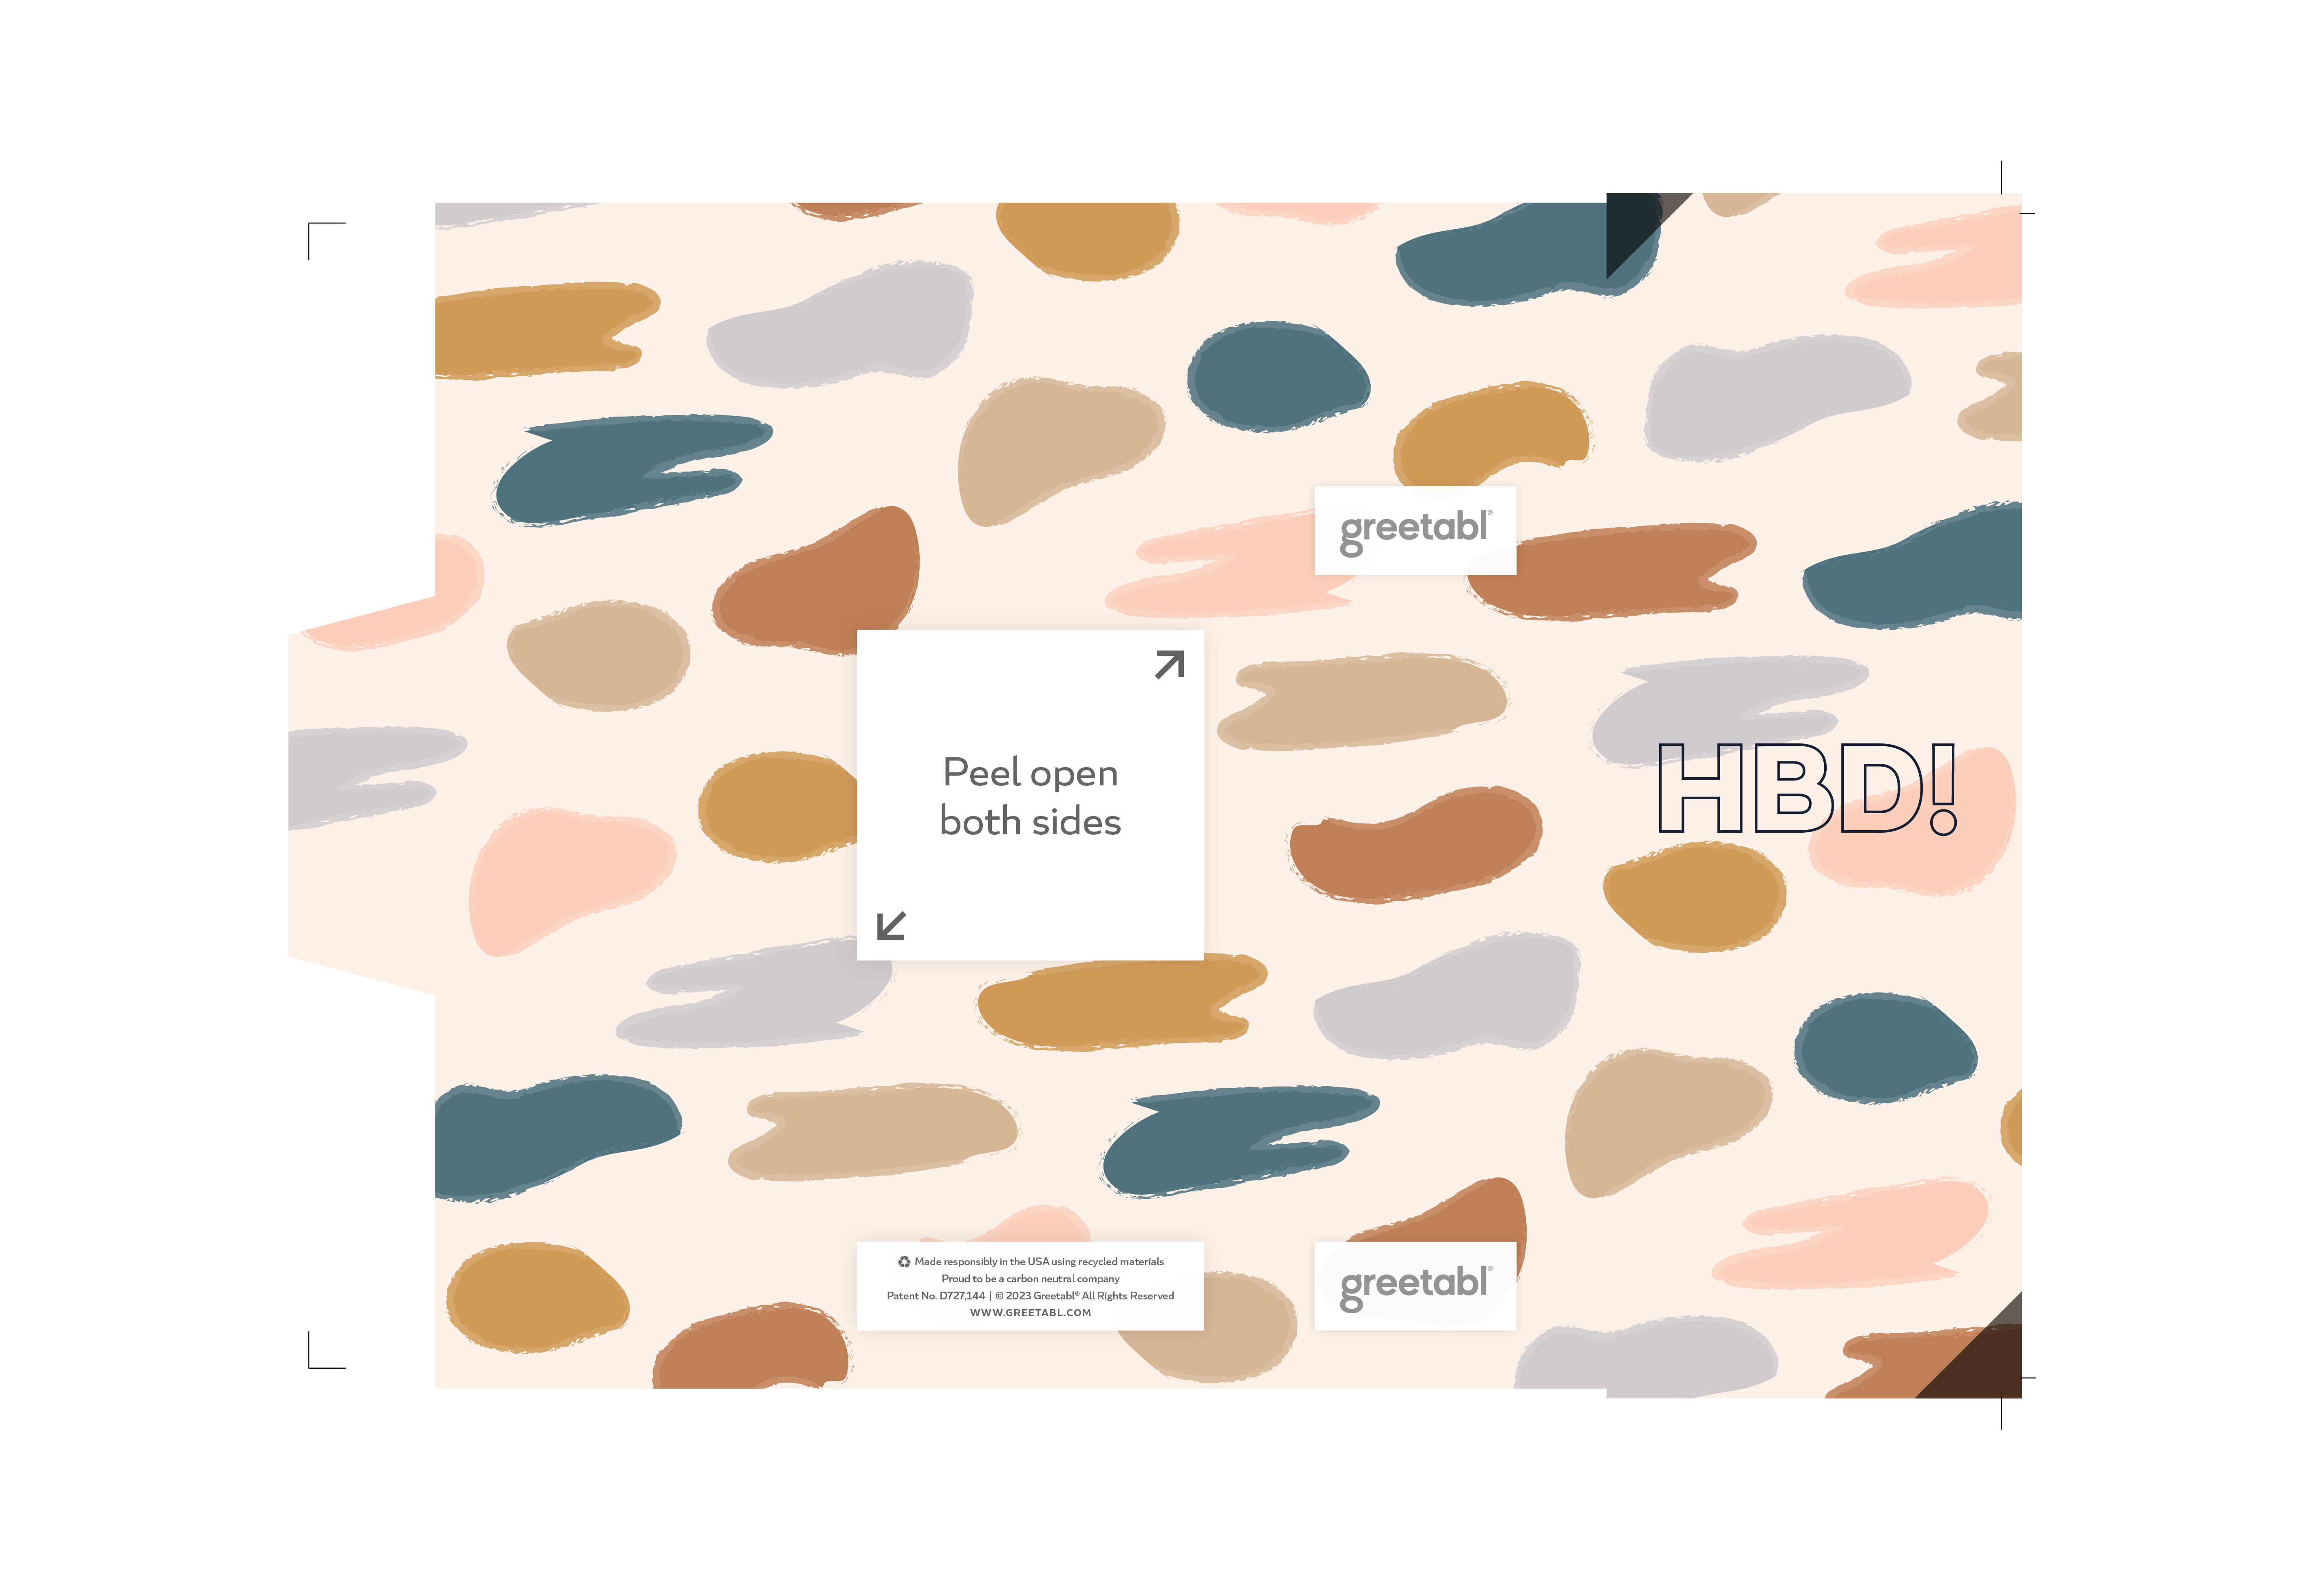 greetabl®
Peel open
both sides
HBD!
Made responsibly in the USA using recycled materials
Proud to be a carbon neutral company
Patent No. D727,144 | © 2023 Greetabl® All Rights Reserved
WWW.GREETABL.COM
greetabl®